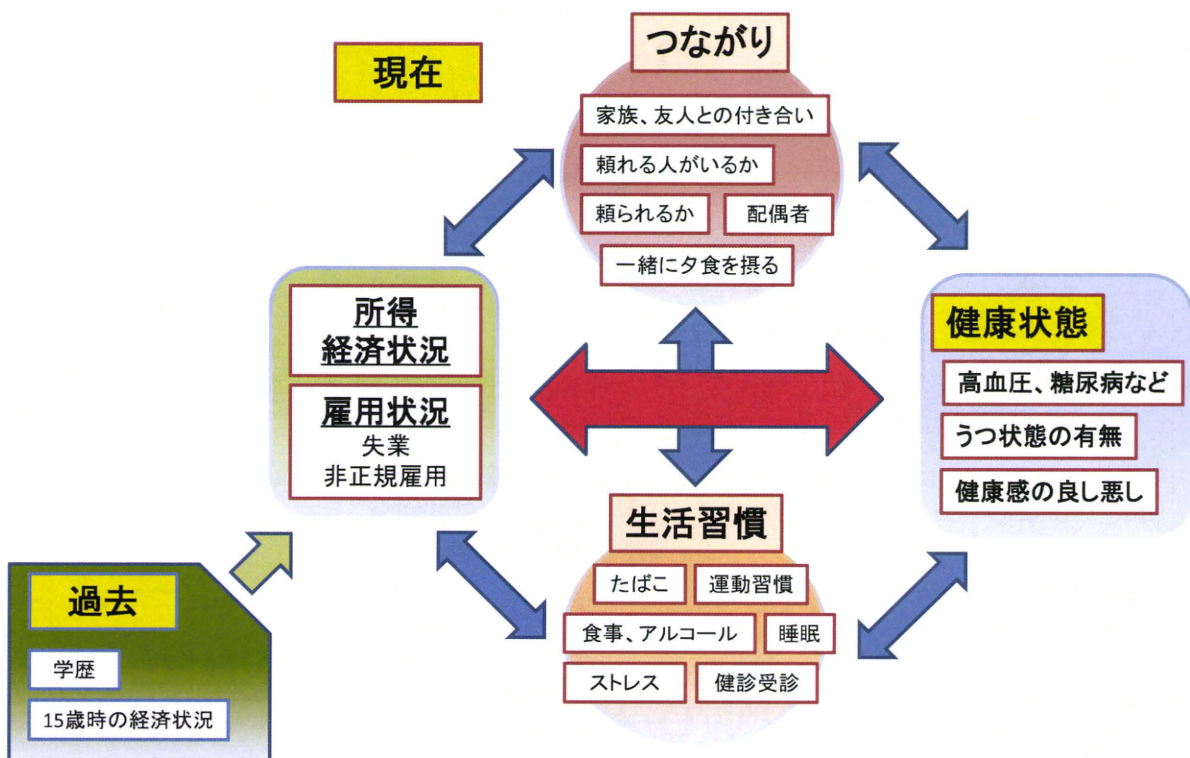 現在
つながり
家族、友人との付き合い
頼れる人がいるか
頼られるか
配偶者
一緒に夕食を摂る
所得
経済状況
雇用状況
失業
非正規雇用
健康状態
高血圧、糖尿病など
うつ状態の有無
健康感の良し悪し
生活習慣
たばこ
運動習慣
食事、アルコール
睡眠
ストレス
健診受診
過去
学歴
15歳時の経済状況